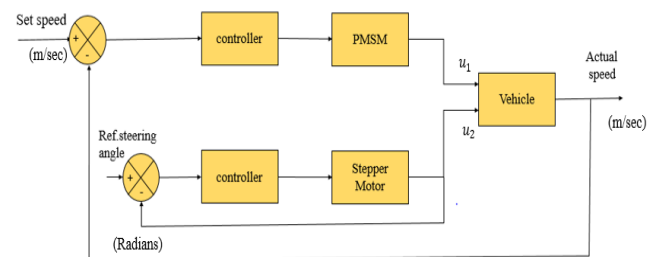 Set speed
(m/sec)
+
-
controller
PMSM
u₁
Vehicle
Actual
speed
(m/sec)
u₂
Ref.steering
angle
+
-
controller
Stepper
Motor
(Radians)